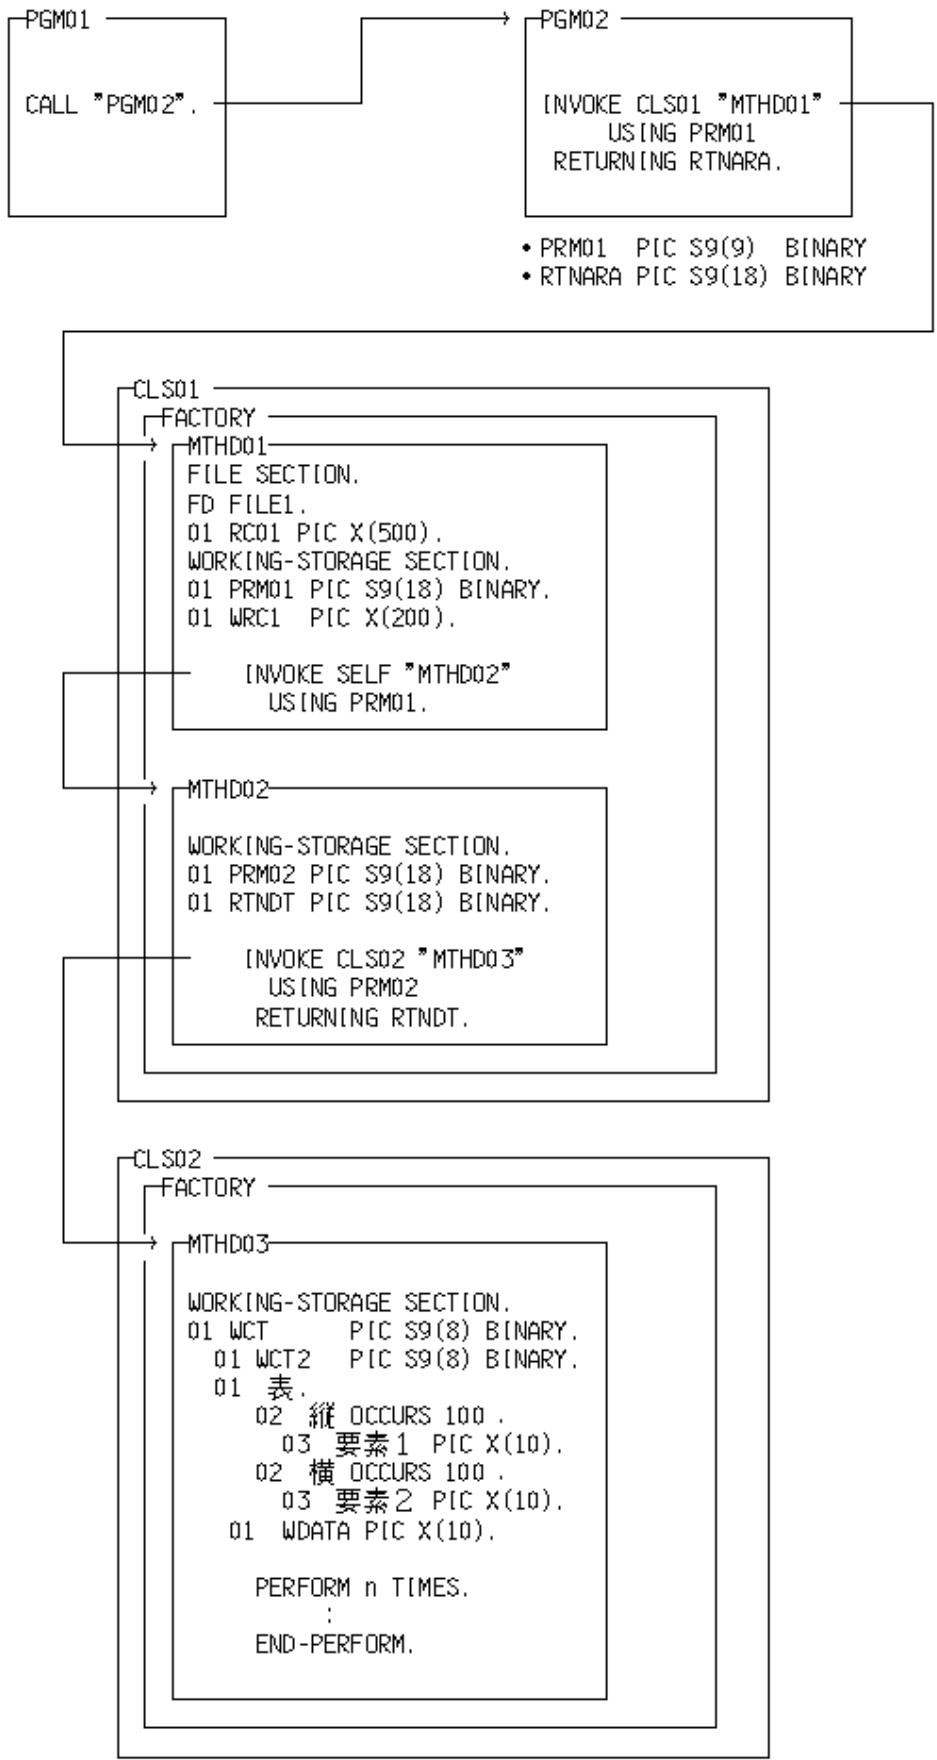 PGM01
CALL "PGM02".
PGM02
INVOKE CLS01 "MTHD01"
USING PRM01
RETURNING RTNARA.
• PRM01 PIC S9(9) BINARY
• RTNARA PIC S9(18) BINARY
CLS01
FACTORY
MTHD01
FILE SECTION.
FD FILE1.
01 RC01 PIC X(500).
WORKING-STORAGE SECTION.
01 PRM01 PIC S9(18) BINARY.
01 WRC1 PIC X(200).
INVOKE SELF "MTHD02"
USING PRM01.
MTHD02
WORKING-STORAGE SECTION.
01 PRM02 PIC S9(18) BINARY.
01 RTNDT PIC S9(18) BINARY.
INVOKE CLS02 "MTHD03"
USING PRM02
RETURNING RTNDT.
CLS02
FACTORY
MTHD03
WORKING-STORAGE SECTION.
01 WCT PIC S9(8) BINARY.
01 WCT2 PIC S9(8) BINARY.
01 表.
02 縦 OCCURS 100.
03 要素1 PIC X(10).
02 横 OCCURS 100.
03 要素2 PIC X(10).
01 WDATA PIC X(10).
PERFORM n TIMES.
:
END-PERFORM.